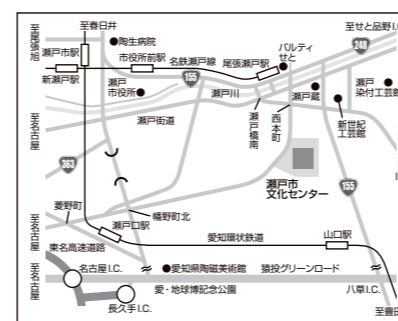 至春日井
至尾張旭
瀬戸市駅
陶生病院
市役所前駅
名鉄瀬戸線
尾張瀬戸駅
パルティせと
至せと品野I.C.
248
新瀬戸駅
155
瀬戸市役所
瀬戸川
瀬戸蔵
瀬戸染付工芸館
至名古屋
瀬戸街道
瀬戸橋南
西本町
新世紀工芸館
363
瀬戸市
文化センター
155
菱野町
幡野町北
至名古屋
瀬戸口駅
愛知環状鉄道
山口駅
東名高速道路
名古屋I.C.
愛知県陶磁美術館
猿投グリーンロード
至名古屋
愛・地球博記念公園
八草I.C.
長久手I.C.
至豊田